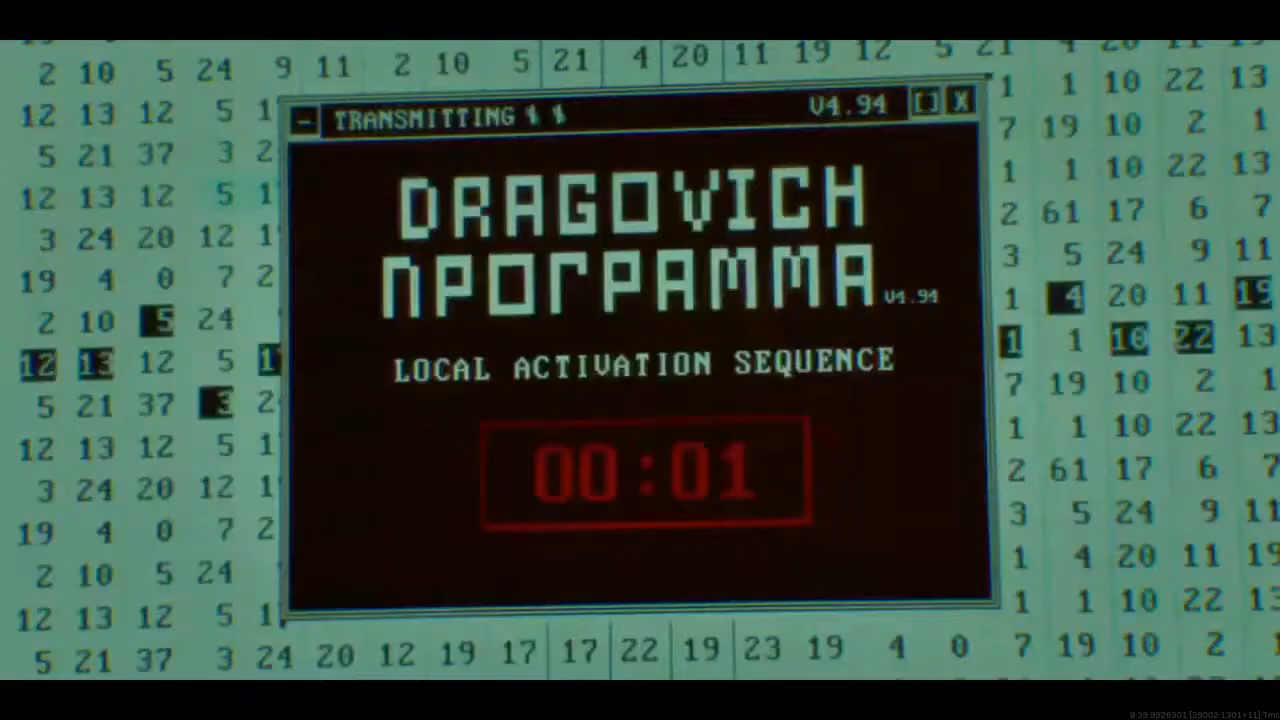 2 10 5 24 9 11 2 10 5 21 4 20 11 19 12 5 21
12 13 12 5
5 21 37 3
12 13 12 5
3 24 20 12
19 4 0 7
2 10 5 24
12 13 12 5
5 21 37 3
12 13 12 5
3 24 20 12
19 4 0 7
2 10 5 24
12 13 12 5
TRANSMITTING
V4.94 [] X
DRAGOVICH
ПРОГРАММА V4.94
LOCAL ACTIVATION SEQUENCE
00:01
1 1 10 22 13
7 19 10 2 1
1 1 10 22 13
2 61 17 6 7
3 5 24 9 11
1 4 20 11 19
1 1 10 22 13
7 19 10 2 1
1 1 10 22 13
2 61 17 6 7
3 5 24 9 11
1 4 20 11 19
1 1 10 22 13
5 21 37 3 24 20 12 19 17 17 22 19 23 19 4 0 7 19 10 2